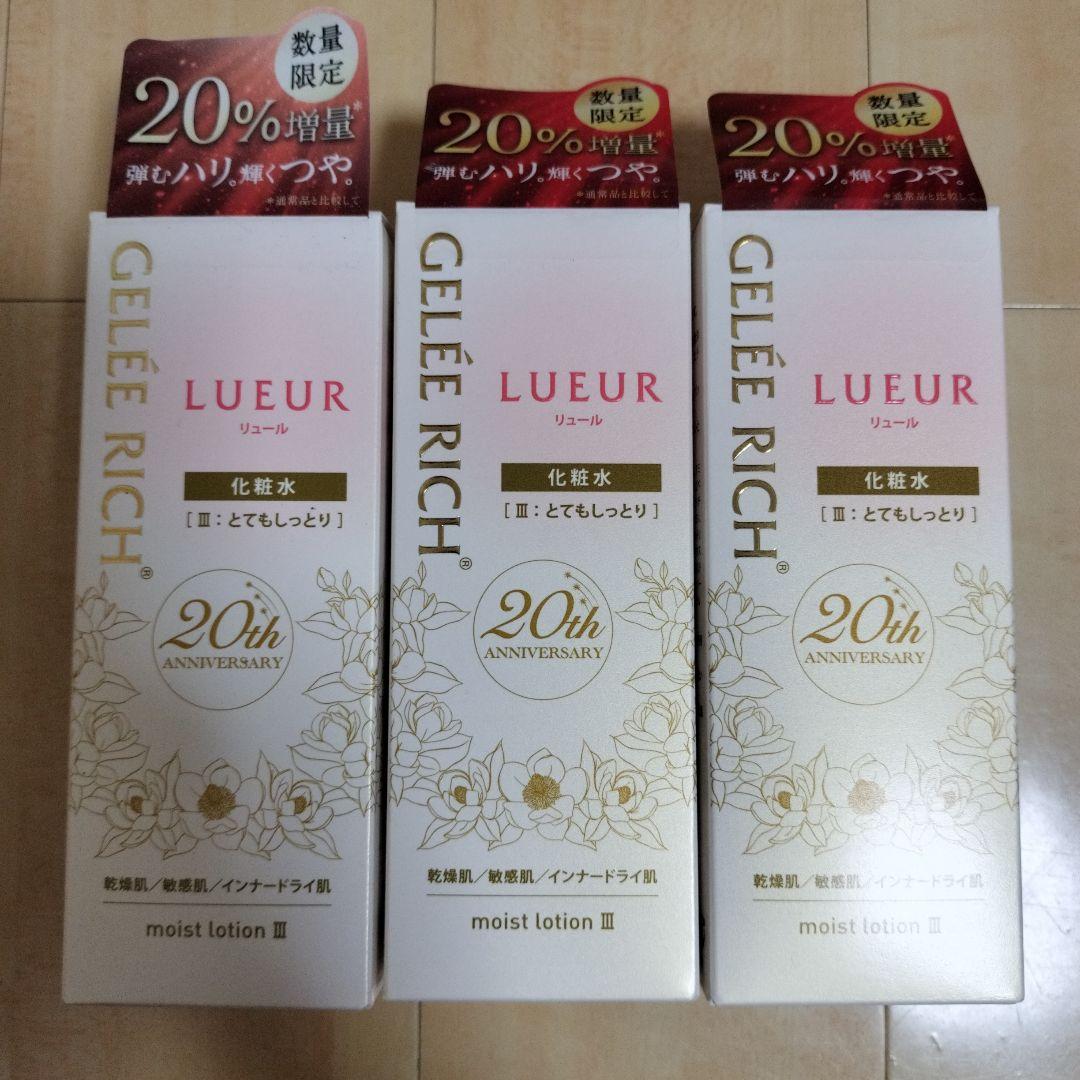 数量
限定
20%増量*
弾むハリ。輝くつや。
*通常品と比較して
GELÉE RICH®
LUEUR
リュール
化粧水
[ Ⅲ：とてもしっとり ]
20th
ANNIVERSARY
乾燥肌／敏感肌／インナードライ肌
moist lotion Ⅲ
数量
限定
20%増量*
弾むハリ。輝くつや。
*通常品と比較して
GELÉE RICH®
LUEUR
リュール
化粧水
[ Ⅲ：とてもしっとり ]
20th
ANNIVERSARY
乾燥肌／敏感肌／インナードライ肌
moist lotion Ⅲ
数量
限定
20%増量*
弾むハリ。輝くつや。
*通常品と比較して
GELÉE RICH®
LUEUR
リュール
化粧水
[ Ⅲ：とてもしっとり ]
20th
ANNIVERSARY
乾燥肌／敏感肌／インナードライ肌
moist lotion Ⅲ